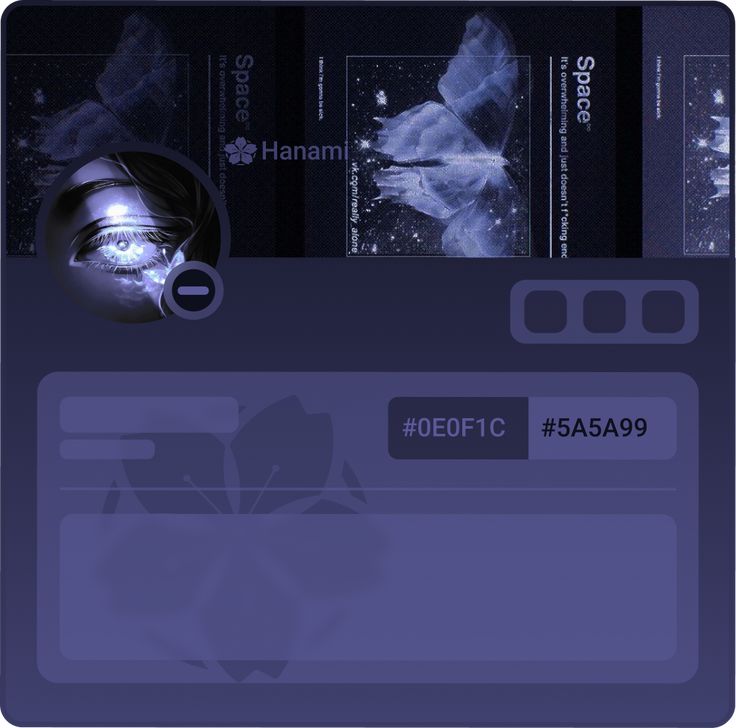 Space
It's overwhelming and just doesn't
I think i'm gonna be sick.
Hanami
vk.com/really_alone
Space∞
It's overwhelming and just doesn't f*cking end
I think i'm gonna be sick.
#0E0F1C
#5A5A99